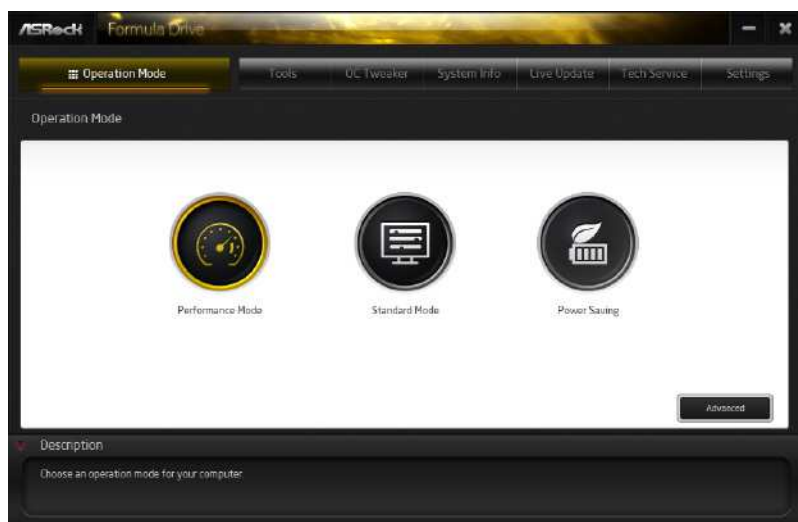 ASRock Formula Drive
Operation Mode Tools OC Tweaker System Info Live Update Tech Service Settings
Operation Mode
Performance Mode Standard Mode Power Saving
Advanced
Description
Choose an operation mode for your computer